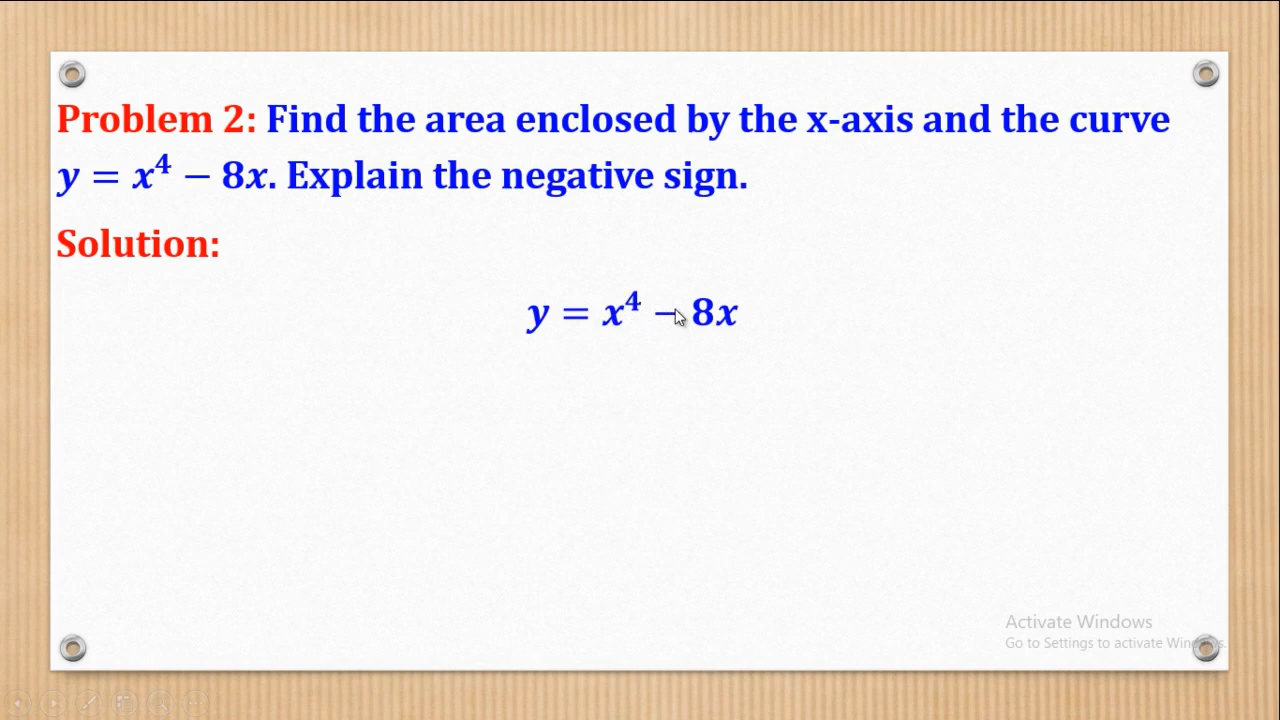 Problem 2: Find the area enclosed by the x-axis and the curve
y = x⁴ − 8x. Explain the negative sign.
Solution:
y = x⁴ − 8x
Activate Windows
Go to Settings to activate Windows.